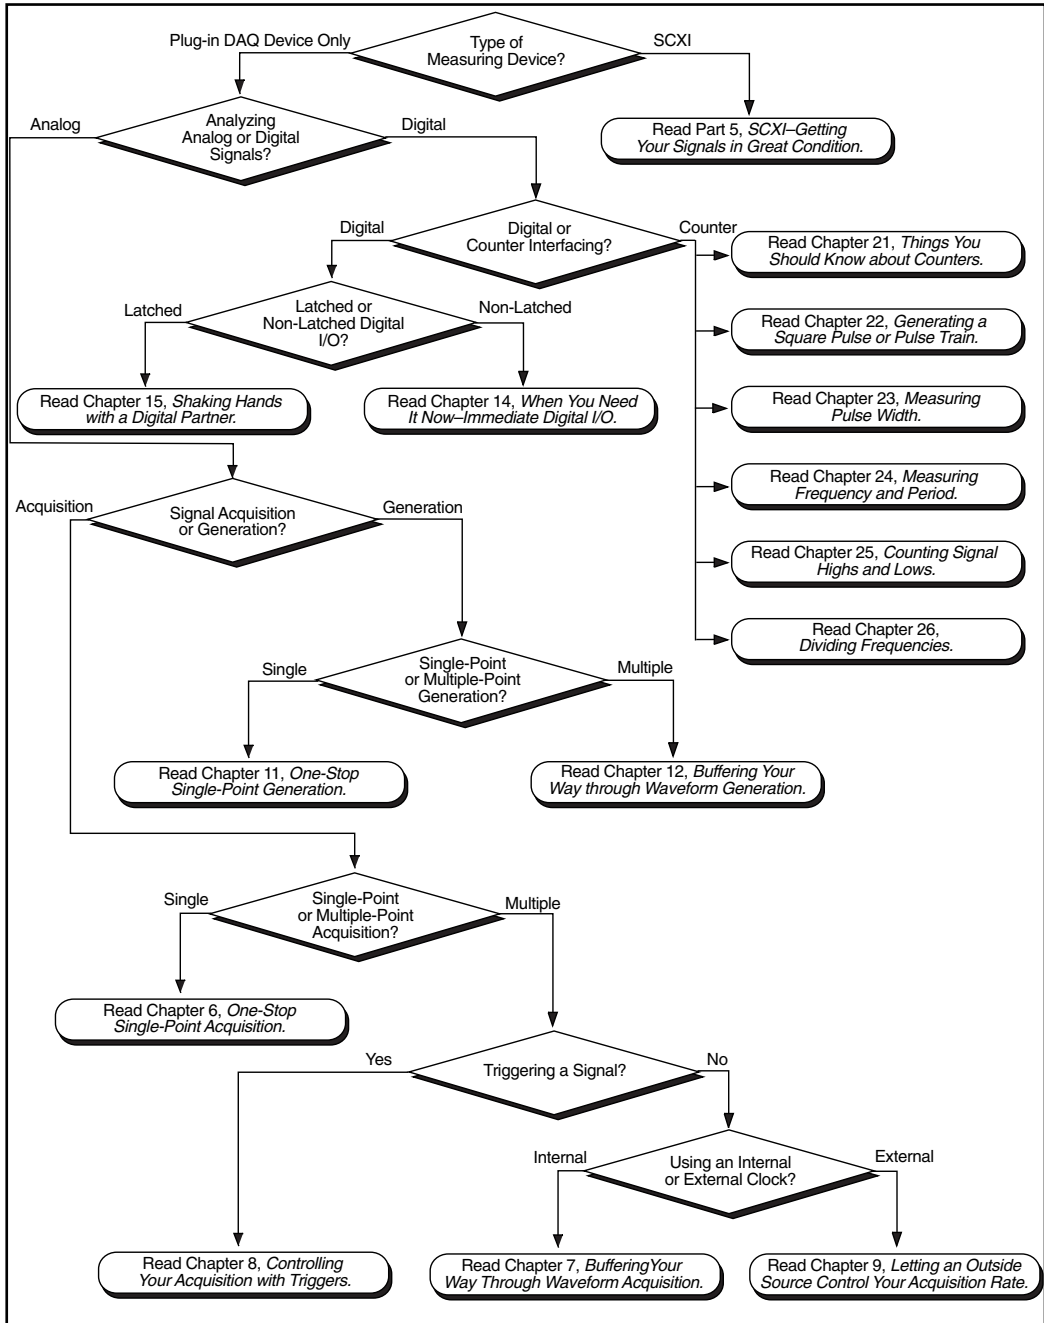 Plug-in DAQ Device Only
Type of
Measuring Device?
SCXI
Analog
Analyzing
Analog or Digital
Signals?
Digital
Read Part 5, SCXI–Getting
Your Signals in Great Condition.
Digital
Digital or
Counter Interfacing?
Counter
Read Chapter 21, Things You
Should Know about Counters.
Latched
Latched or
Non-Latched Digital
I/O?
Non-Latched
Read Chapter 22, Generating a
Square Pulse or Pulse Train.
Read Chapter 15, Shaking Hands
with a Digital Partner.
Read Chapter 14, When You Need
It Now–Immediate Digital I/O.
Read Chapter 23, Measuring
Pulse Width.
Read Chapter 24, Measuring
Frequency and Period.
Acquisition
Signal Acquisition
or Generation?
Generation
Read Chapter 25, Counting Signal
Highs and Lows.
Read Chapter 26,
Dividing Frequencies.
Single
Single-Point
or Multiple-Point
Generation?
Multiple
Read Chapter 11, One-Stop
Single-Point Generation.
Read Chapter 12, Buffering Your
Way through Waveform Generation.
Single
Single-Point
or Multiple-Point
Acquisition?
Multiple
Read Chapter 6, One-Stop
Single-Point Acquisition.
Yes
Triggering a Signal?
No
Internal
Using an Internal
or External Clock?
External
Read Chapter 8, Controlling
Your Acquisition with Triggers.
Read Chapter 7, BufferingYour
Way Through Waveform Acquisition.
Read Chapter 9, Letting an Outside
Source Control Your Acquisition Rate.